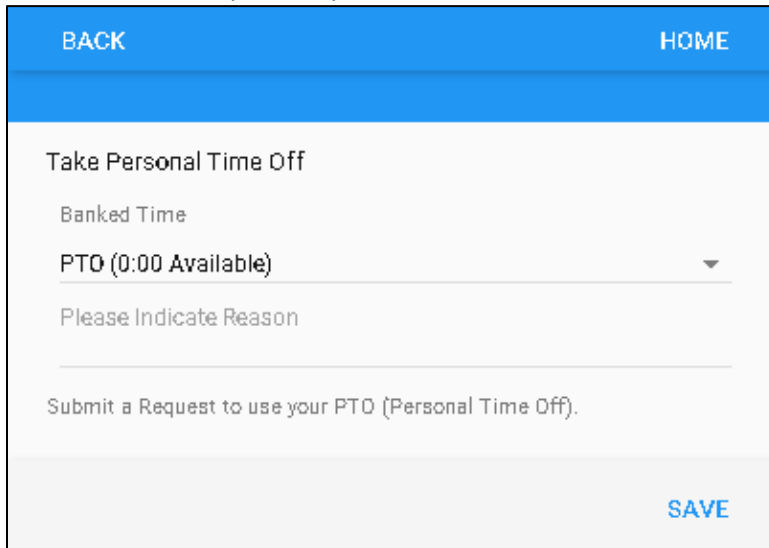 BACK HOME
Take Personal Time Off
Banked Time
PTO (0:00 Available)
Please Indicate Reason
Submit a Request to use your PTO (Personal Time Off).
SAVE